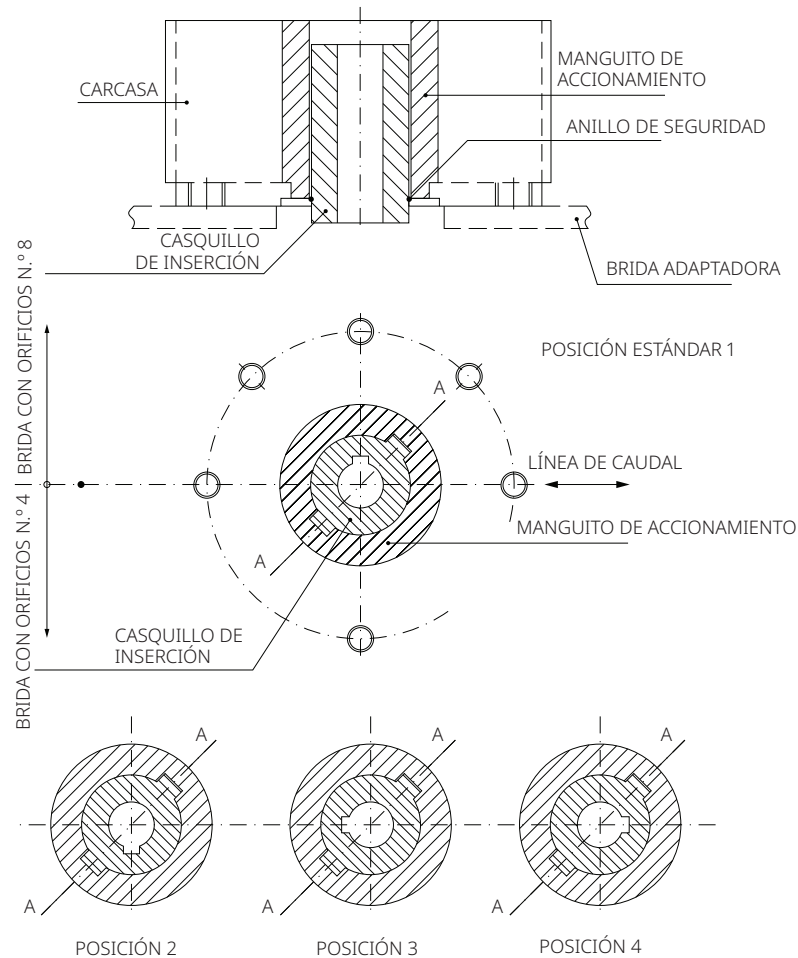 CARCASA
MANGUITO DE
ACCIONAMIENTO
ANILLO DE SEGURIDAD
CASQUILLO
DE INSERCIÓN
BRIDA ADAPTADORA
BRIDA CON ORIFICIOS N.º 4 | BRIDA CON ORIFICIOS N.º 8
POSICIÓN ESTÁNDAR 1
A
LÍNEA DE CAUDAL
MANGUITO DE ACCIONAMIENTO
A
CASQUILLO DE
INSERCIÓN
A
A
A
A
A
A
POSICIÓN 2
POSICIÓN 3
POSICIÓN 4